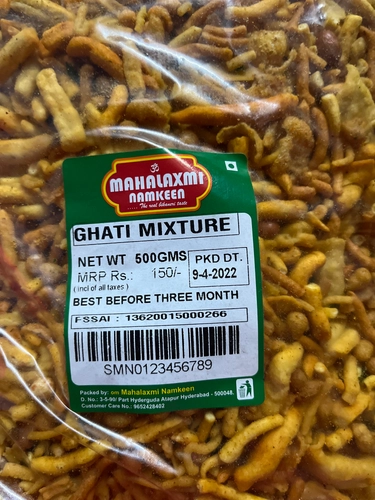 ॐ
MAHALAXMI
NAMKEEN
..... The real bikaneri taste
GHATI MIXTURE
NET WT 500GMS
MRP Rs.: 150/-
( incl of all taxes )
PKD DT.
9-4-2022
BEST BEFORE THREE MONTH
FSSAI : 13620015000266
SMN0123456789
Packed by: om Mahalaxmi Namkeen
D. No.: 3-5-90/ Part Hyderguda Atapur Hyderabad - 500048.
Customer Care No.: 9652428402